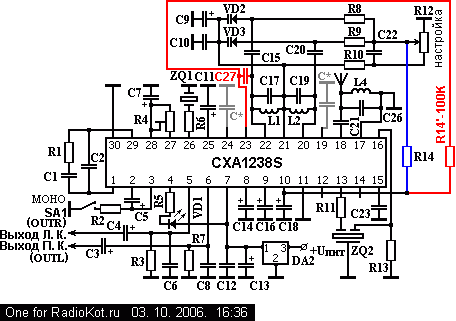 C9 VD2 R8 R12
C10 VD3 R9 C22 настройка
C15 C20 R10
ZQ1 C11 C27 C17 C19 L4
C7 R4 R6 C* L1 L2 C* C21 C26
R14'-100K
30 29 28 27 26 25 24 23 22 21 20 19 18 17 16
R1 C2 CXA1238S R14
C1
1 2 3 4 5 6 7 8 9 10 11 12 13 14 15
МОНО
SA1 R2 C5 R5 VD1 C14 C16 C18 R11 C23
(OUTR)
Выход Л. К. C4
Выход П. К. C3 R7 +Uпит ZQ2 R13
(OUTL)
R3 C6 C8 C12 C13 1 3 2 DA2
One for RadioKot.ru 03. 10. 2006. 16:36